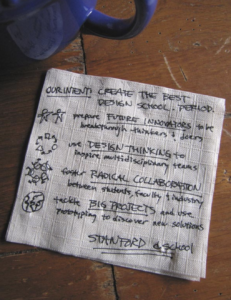 OUR INTENT: CREATE THE BEST
DESIGN SCHOOL. PERIOD.
prepare FUTURE INNOVATORS to be
breakthrough thinkers & doers
use DESIGN THINKING to
inspire multidisciplinary teams
foster RADICAL COLLABORATION
between students, faculty & industry
tackle BIG PROJECTS and use
prototyping to discover new solutions
STANFORD d.school